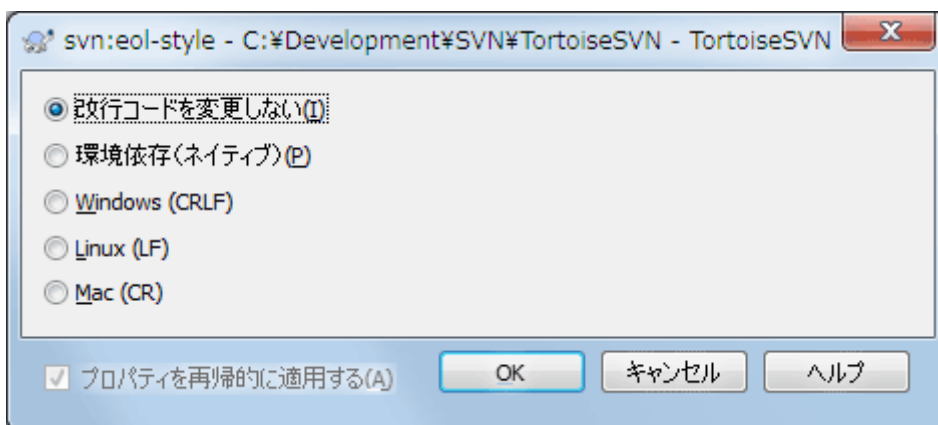 svn:eol-style - C:¥Development¥SVN¥TortoiseSVN - TortoiseSVN
改行コードを変更しない(I)
環境依存(ネイティブ)(P)
Windows (CRLF)
Linux (LF)
Mac (CR)
プロパティを再帰的に適用する(A)
OK
キャンセル
ヘルプ